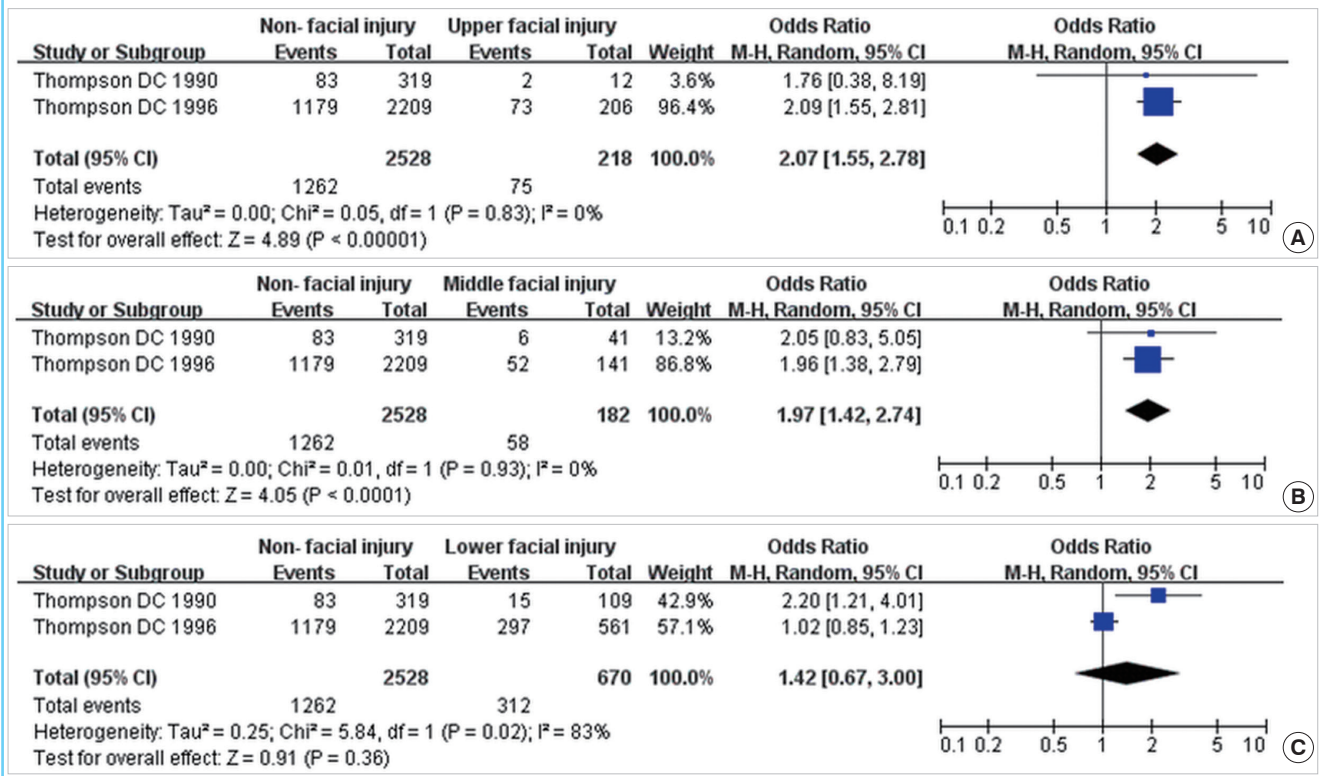 Non- facial injury Upper facial injury Odds Ratio Odds Ratio
Study or Subgroup Events Total Events Total Weight M-H, Random, 95% CI M-H, Random, 95% CI
Thompson DC 1990 83 319 2 12 3.6% 1.76 [0.38, 8.19]
Thompson DC 1996 1179 2209 73 206 96.4% 2.09 [1.55, 2.81]
Total (95% CI) 2528 218 100.0% 2.07 [1.55, 2.78]
Total events 1262 75
Heterogeneity: Tau² = 0.00; Chi² = 0.05, df = 1 (P = 0.83); I² = 0%
Test for overall effect: Z = 4.89 (P < 0.00001)
0.1 0.2 0.5 1 2 5 10
A
Non- facial injury Middle facial injury Odds Ratio Odds Ratio
Study or Subgroup Events Total Events Total Weight M-H, Random, 95% CI M-H, Random, 95% CI
Thompson DC 1990 83 319 6 41 13.2% 2.05 [0.83, 5.05]
Thompson DC 1996 1179 2209 52 141 86.8% 1.96 [1.38, 2.79]
Total (95% CI) 2528 182 100.0% 1.97 [1.42, 2.74]
Total events 1262 58
Heterogeneity: Tau² = 0.00; Chi² = 0.01, df = 1 (P = 0.93); I² = 0%
Test for overall effect: Z = 4.05 (P < 0.0001)
0.1 0.2 0.5 1 2 5 10
B
Non- facial injury Lower facial injury Odds Ratio Odds Ratio
Study or Subgroup Events Total Events Total Weight M-H, Random, 95% CI M-H, Random, 95% CI
Thompson DC 1990 83 319 15 109 42.9% 2.20 [1.21, 4.01]
Thompson DC 1996 1179 2209 297 561 57.1% 1.02 [0.85, 1.23]
Total (95% CI) 2528 670 100.0% 1.42 [0.67, 3.00]
Total events 1262 312
Heterogeneity: Tau² = 0.25; Chi² = 5.84, df = 1 (P = 0.02); I² = 83%
Test for overall effect: Z = 0.91 (P = 0.36)
0.1 0.2 0.5 1 2 5 10
C